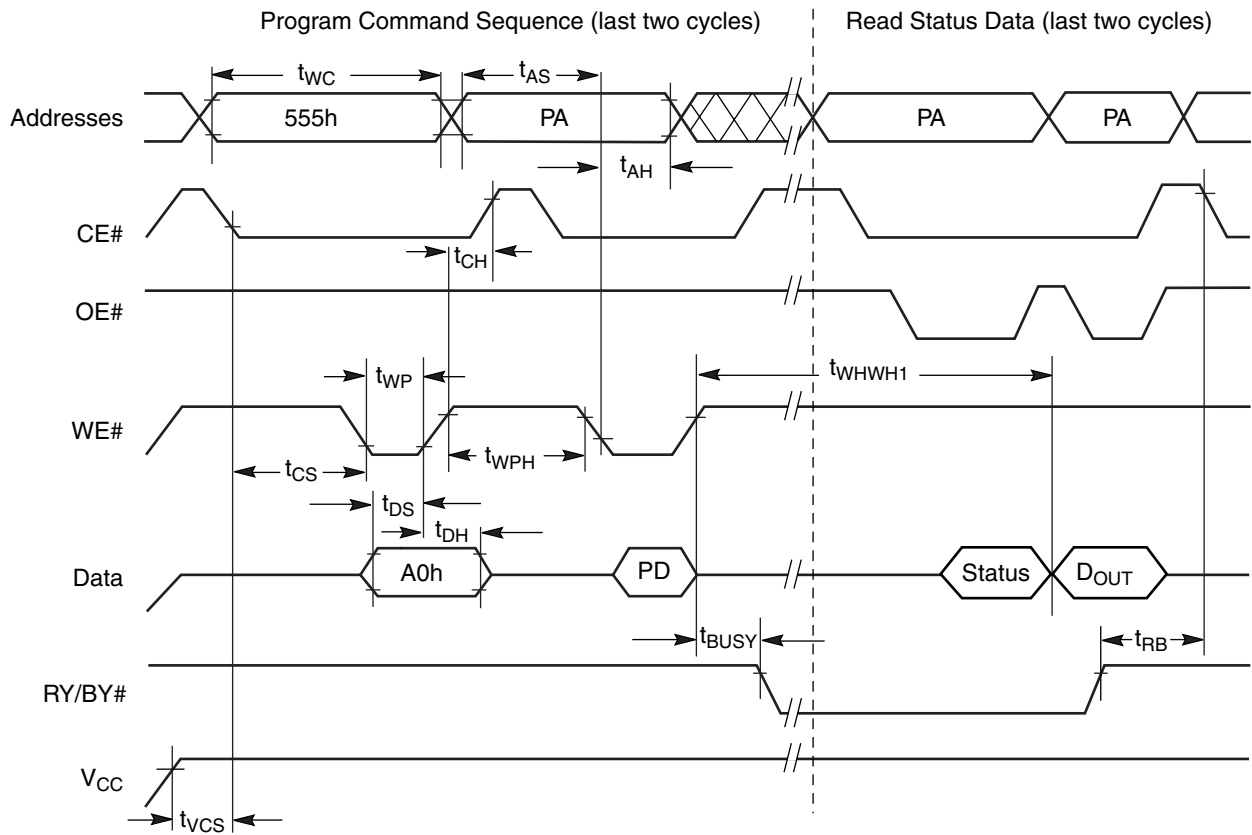 Program Command Sequence (last two cycles) Read Status Data (last two cycles)
tWC tAS
Addresses 555h PA PA PA
tAH
CE#
tCH
OE#
tWHWH1
tWP
WE#
tWPH
tCS
tDS
tDH
Data A0h PD Status DOUT
tBUSY tRB
RY/BY#
VCC
tVCS